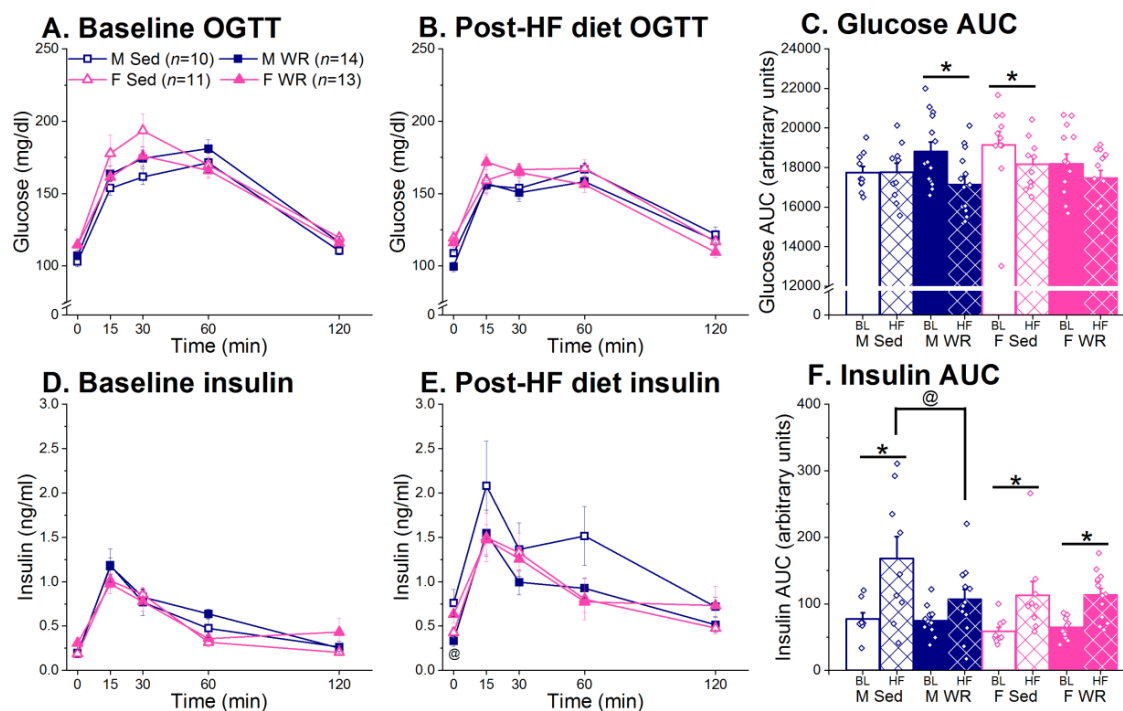 A. Baseline OGTT
M Sed (n=10)
M WR (n=14)
F Sed (n=11)
F WR (n=13)
Glucose (mg/dl)
250
200
150
100
0
0 15 30 60 120
Time (min)
B. Post-HF diet OGTT
Glucose (mg/dl)
250
200
150
100
0
0 15 30 60 120
Time (min)
C. Glucose AUC
Glucose AUC (arbitrary units)
24000
22000
20000
18000
16000
14000
12000
0
* *
BL HF BL HF BL HF BL HF
M Sed M WR F Sed F WR
D. Baseline insulin
Insulin (ng/ml)
3.0
2.5
2.0
1.5
1.0
0.5
0.0
0 15 30 60 120
Time (min)
E. Post-HF diet insulin
Insulin (ng/ml)
3.0
2.5
2.0
1.5
1.0
0.5
0.0
@
0 15 30 60 120
Time (min)
F. Insulin AUC
Insulin AUC (arbitrary units)
400
300
200
100
0
@
* * *
BL HF BL HF BL HF BL HF
M Sed M WR F Sed F WR